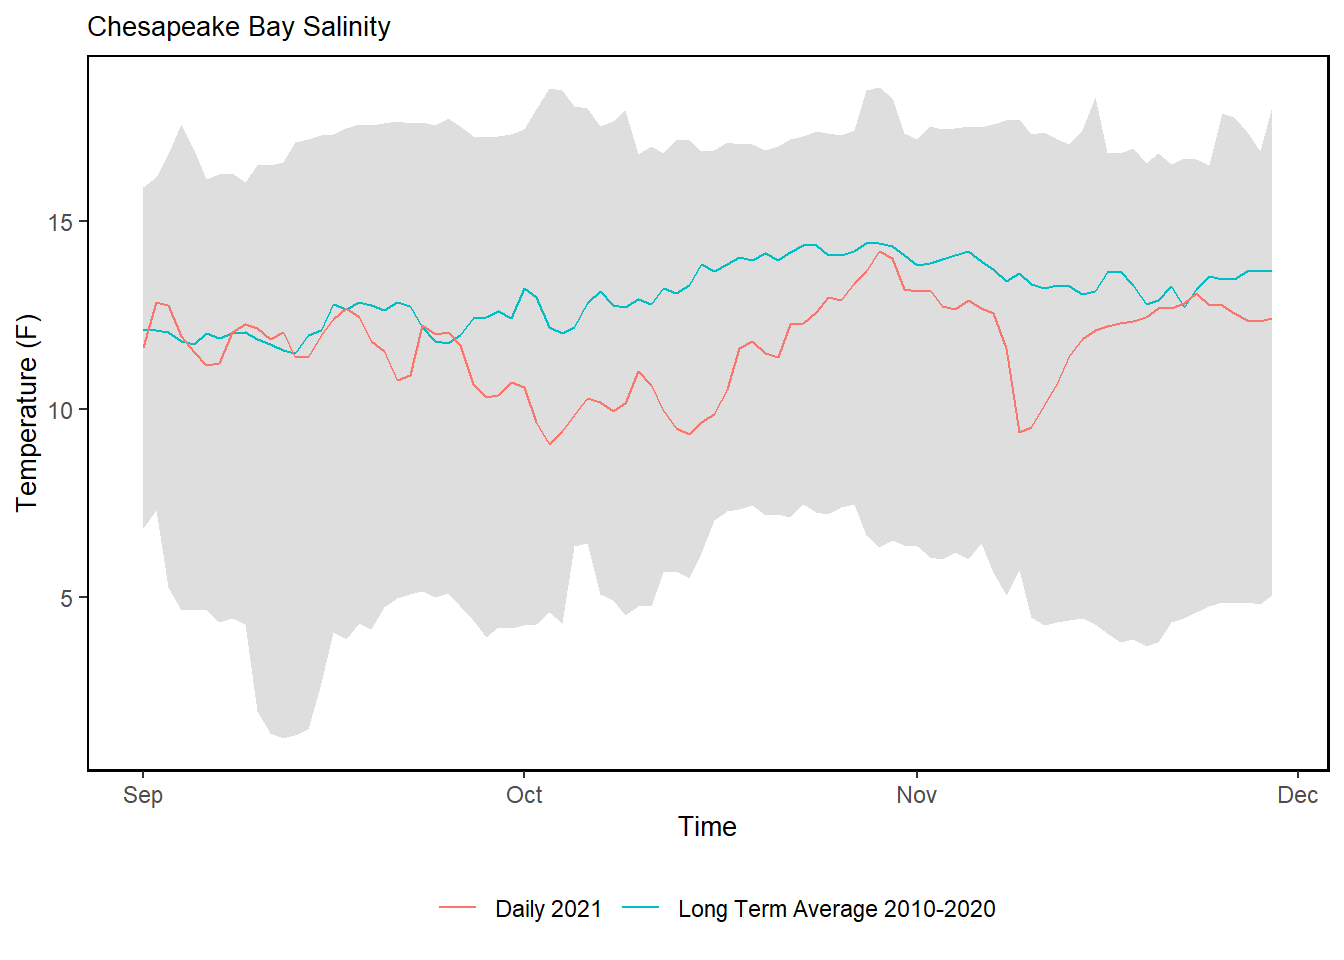 Chesapeake Bay Salinity
Temperature (F)
15
10
5
Sep Oct Nov Dec
Time
Daily 2021 Long Term Average 2010-2020